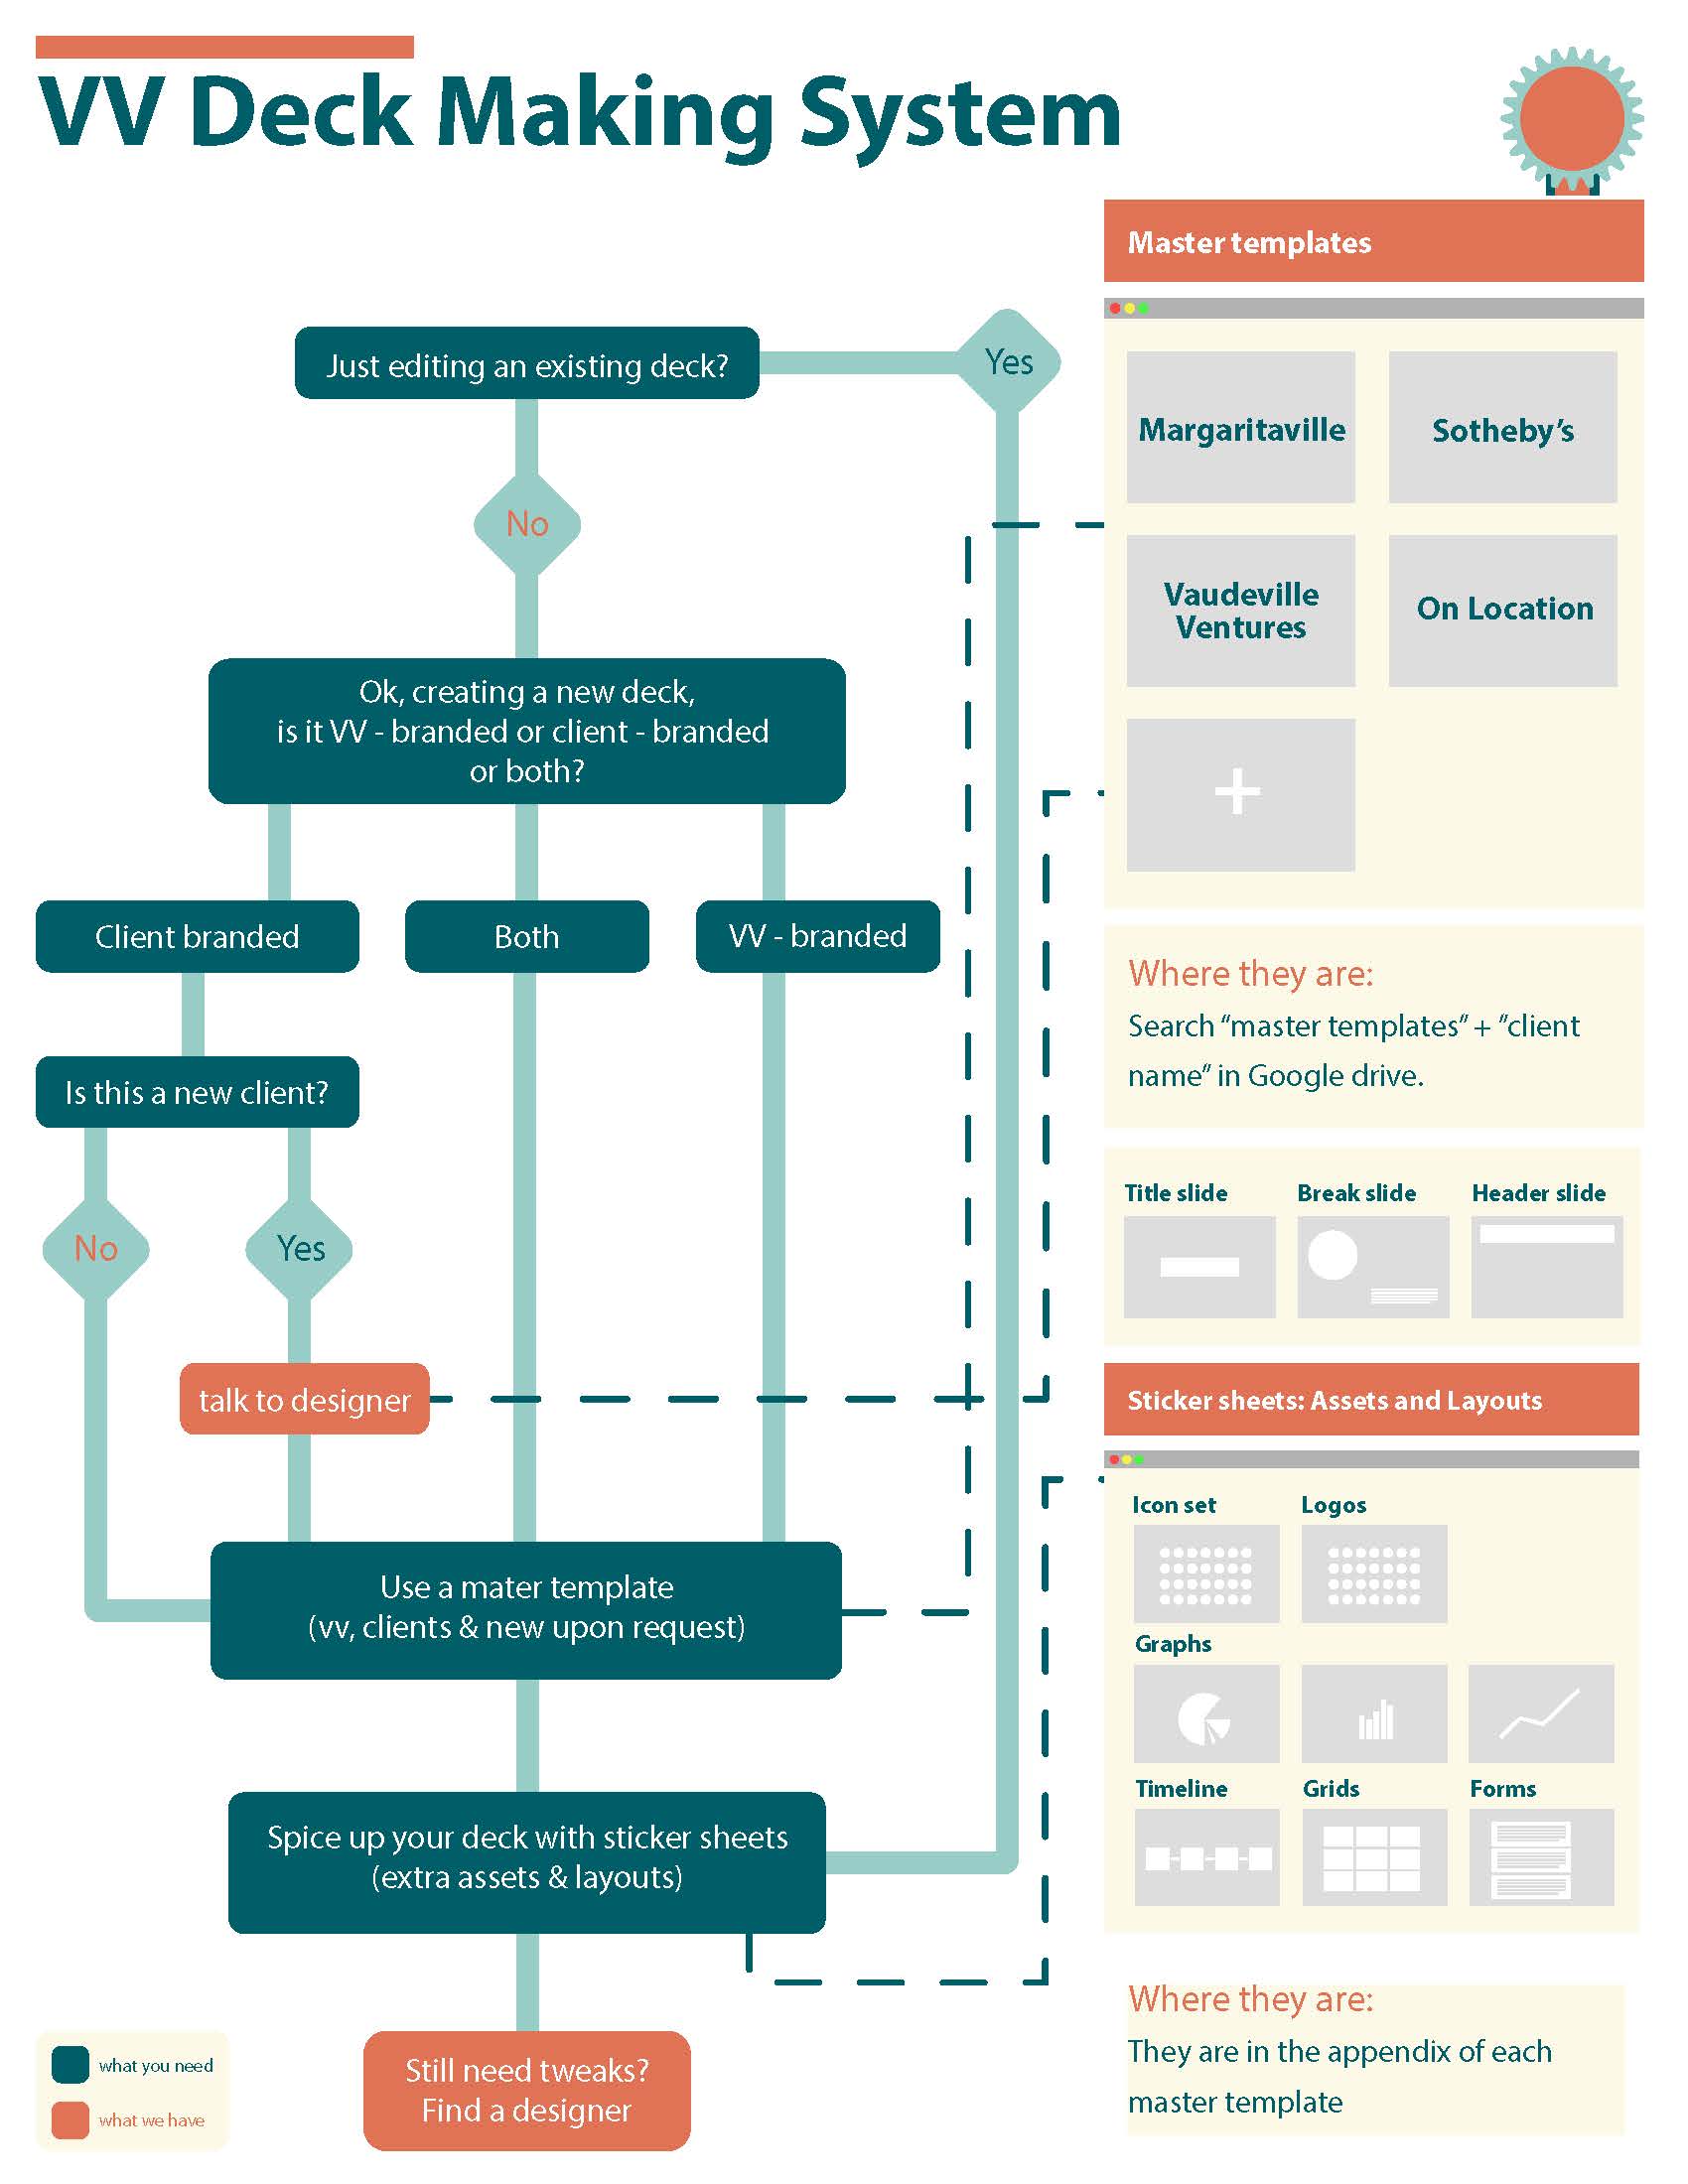 VV Deck Making System
Master templates
Just editing an existing deck?
Yes
No
Margaritaville
Sotheby's
Vaudeville
Ventures
On Location
+
Ok, creating a new deck,
is it VV - branded or client - branded
or both?
Client branded
Both
VV - branded
Is this a new client?
No
Yes
talk to designer
Use a mater template
(vv, clients & new upon request)
Spice up your deck with sticker sheets
(extra assets & layouts)
Still need tweaks?
Find a designer
what you need
what we have
Where they are:
Search “master templates” + ”client
name” in Google drive.
Title slide
Break slide
Header slide
Sticker sheets: Assets and Layouts
Icon set
Logos
Graphs
Timeline
Grids
Forms
Where they are:
They are in the appendix of each
master template